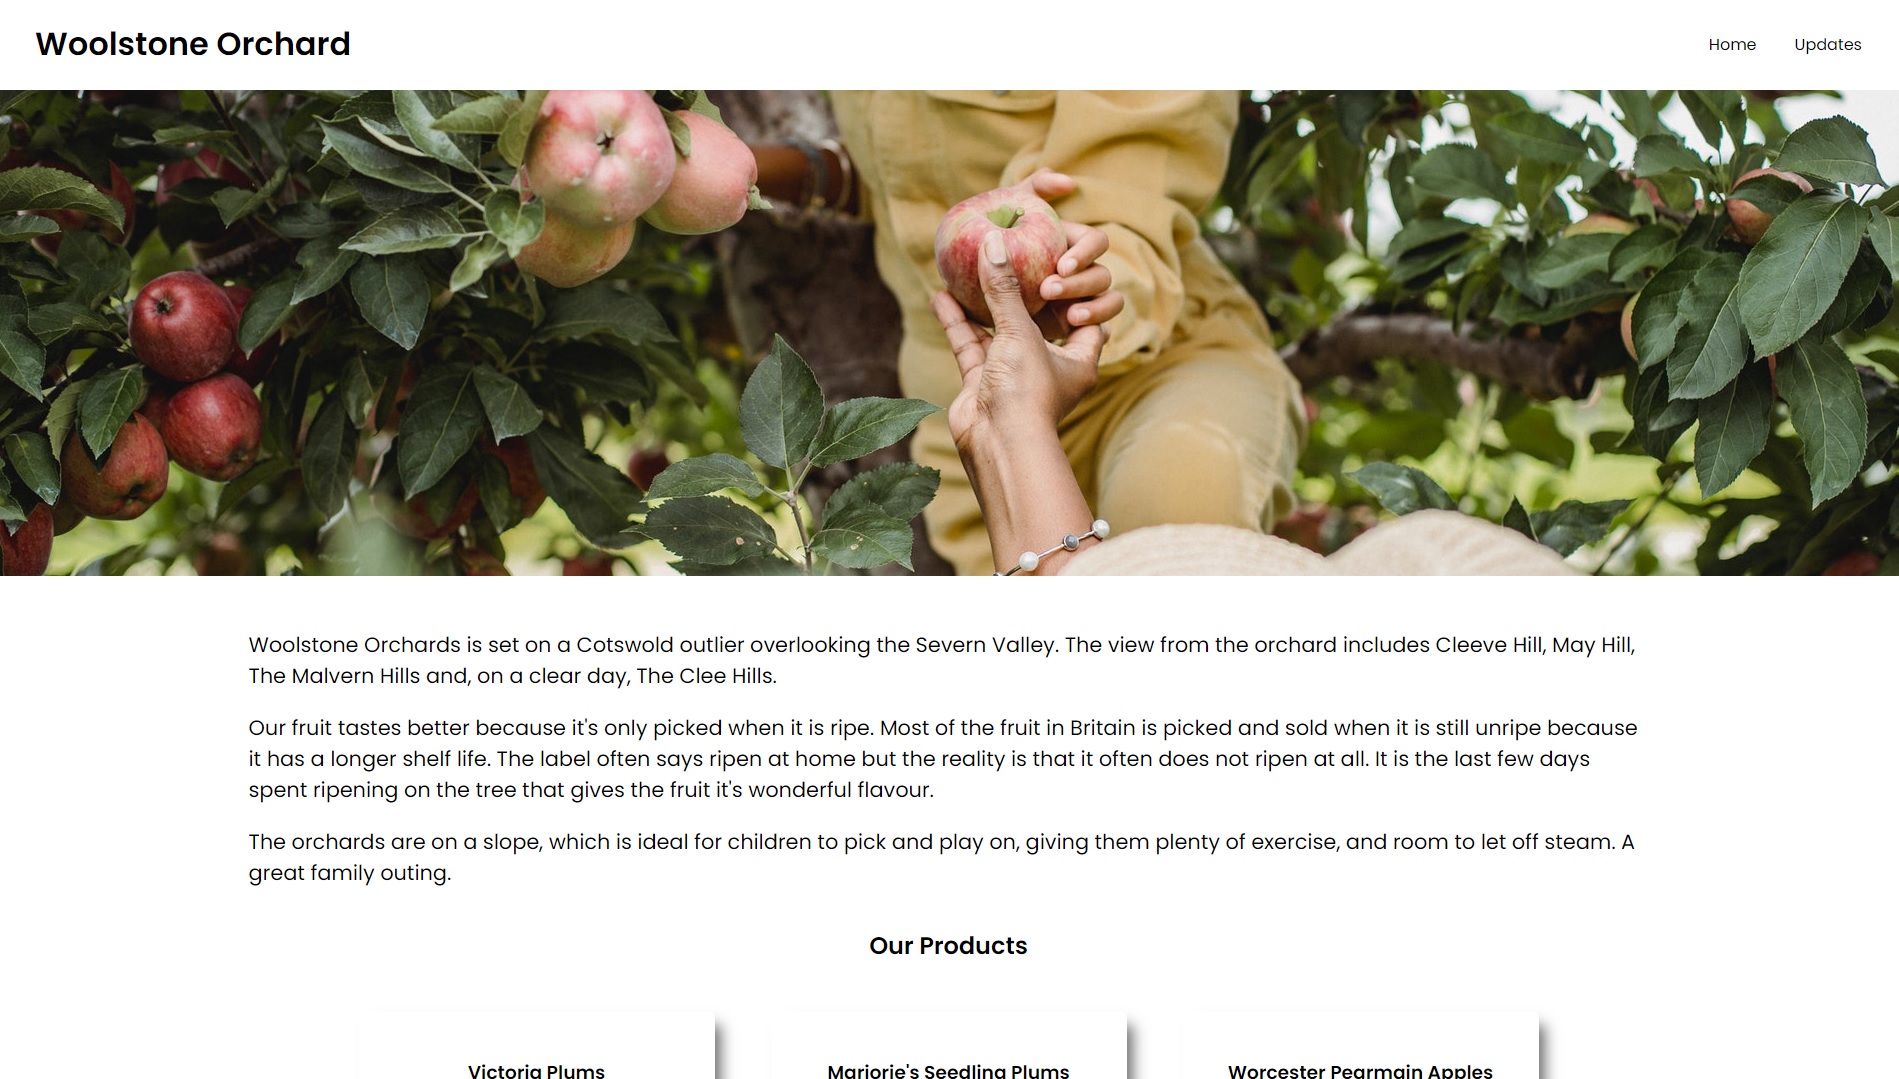 Woolstone Orchard
Home
Updates
Woolstone Orchards is set on a Cotswold outlier overlooking the Severn Valley. The view from the orchard includes Cleeve Hill, May Hill,
The Malvern Hills and, on a clear day, The Clee Hills.
Our fruit tastes better because it's only picked when it is ripe. Most of the fruit in Britain is picked and sold when it is still unripe because
it has a longer shelf life. The label often says ripen at home but the reality is that it often does not ripen at all. It is the last few days
spent ripening on the tree that gives the fruit it's wonderful flavour.
The orchards are on a slope, which is ideal for children to pick and play on, giving them plenty of exercise, and room to let off steam. A
great family outing.
Our Products
Victoria Plums
Marjorie's Seedling Plums
Worcester Pearmain Apples